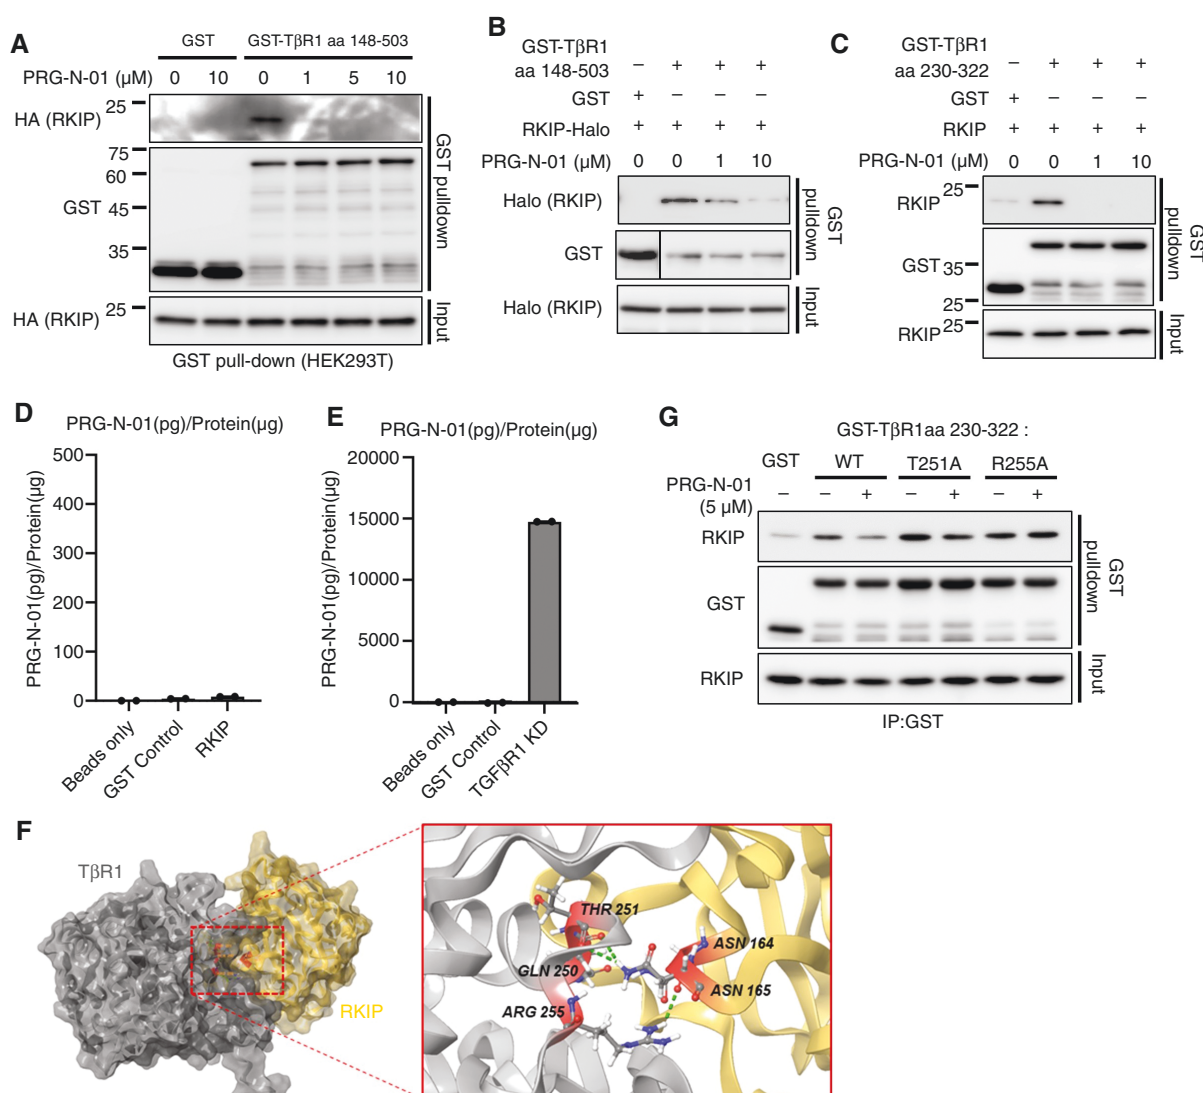 A
GST GST-TβR1 aa 148-503
PRG-N-01 (μM) 0 10 0 1 5 10
HA (RKIP) 25
GST 75 60 45 35
HA (RKIP) 25
GST pulldown
Input
GST pull-down (HEK293T)
B
GST-TβR1
aa 148-503 – + + +
GST + – – –
RKIP-Halo + + + +
PRG-N-01 (μM) 0 0 1 10
Halo (RKIP)
GST
Halo (RKIP)
GST
pulldown
Input
C
GST-TβR1
aa 230-322 – + + +
GST + – – –
RKIP + + + +
PRG-N-01 (μM) 0 0 1 10
RKIP 25
GST 35
25
RKIP 25
GST
pulldown
Input
D
PRG-N-01(pg)/Protein(μg)
PRG-N-01(pg)/Protein(μg)
500
400
300
200
100
0
Beads only
GST Control
RKIP
E
PRG-N-01(pg)/Protein(μg)
PRG-N-01(pg)/Protein(μg)
20000
15000
10000
5000
0
Beads only
GST Control
TGFβR1 KD
G
GST-TβR1aa 230-322 :
GST WT T251A R255A
PRG-N-01
(5 μM) – – + – + – +
RKIP
GST
RKIP
GST
pulldown
Input
IP:GST
F
TβR1
RKIP
THR 251
GLN 250
ARG 255
ASN 164
ASN 165